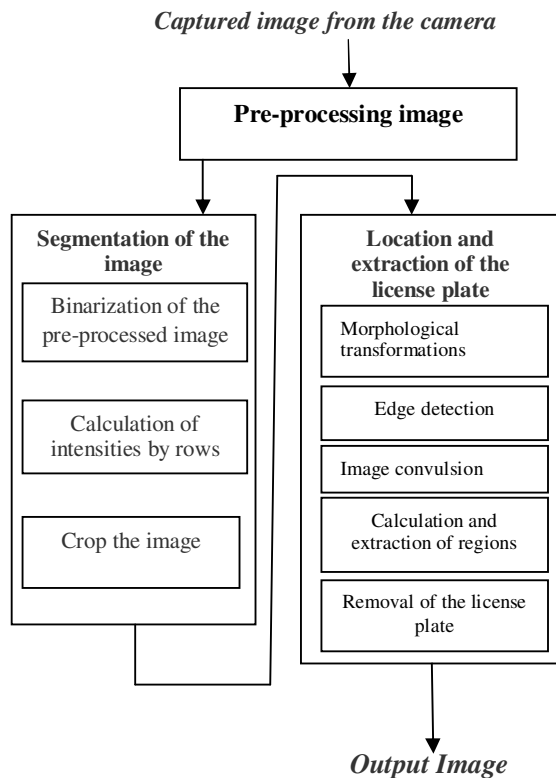 Captured image from the camera
Pre-processing image
Segmentation of the
image
Binarization of the
pre-processed image
Calculation of
intensities by rows
Crop the image
Location and
extraction of the
license plate
Morphological
transformations
Edge detection
Image convulsion
Calculation and
extraction of regions
Removal of the license
plate
Output Image